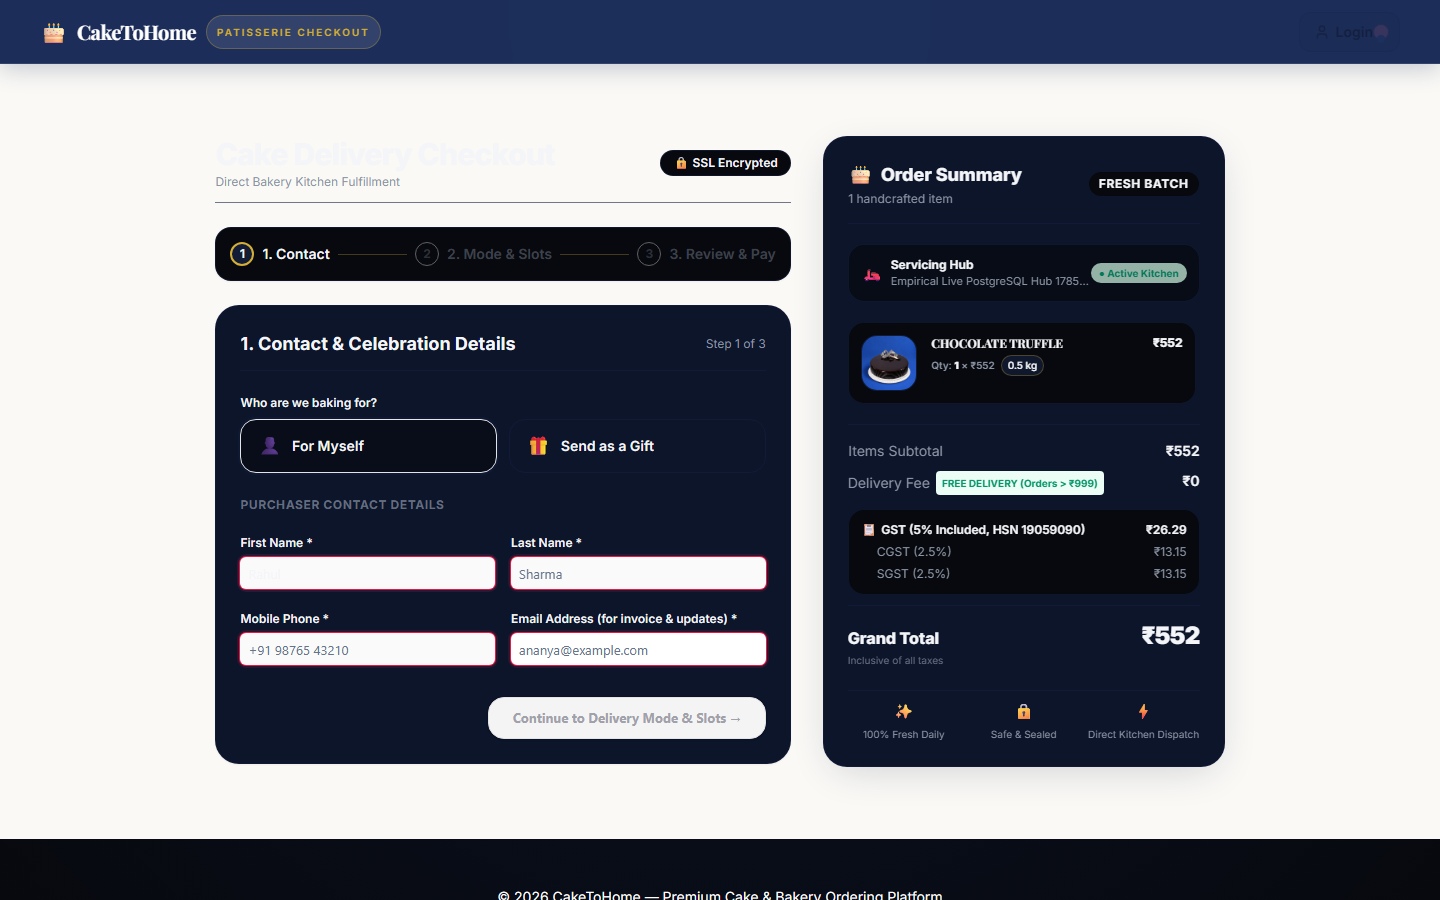 CakeToHome
PATISSERIE CHECKOUT
Login
Cake Delivery Checkout
Direct Bakery Kitchen Fulfillment
SSL Encrypted
1 1. Contact
2 2. Mode & Slots
3 3. Review & Pay
1. Contact & Celebration Details
Step 1 of 3
Who are we baking for?
For Myself
Send as a Gift
PURCHASER CONTACT DETAILS
First Name *
Last Name *
Sharma
Mobile Phone *
Email Address (for invoice & updates) *
+91 98765 43210
ananya@example.com
Continue to Delivery Mode & Slots →
Order Summary
1 handcrafted item
FRESH BATCH
Servicing Hub
Empirical Live PostgreSQL Hub 1785...
● Active Kitchen
CHOCOLATE TRUFFLE
₹552
Qty: 1 × ₹552 0.5 kg
Items Subtotal ₹552
Delivery Fee FREE DELIVERY (Orders > ₹999) ₹0
GST (5% Included, HSN 19059090) ₹26.29
CGST (2.5%) ₹13.15
SGST (2.5%) ₹13.15
Grand Total ₹552
Inclusive of all taxes
100% Fresh Daily
Safe & Sealed
Direct Kitchen Dispatch
© 2026 CakeToHome — Premium Cake & Bakery Ordering Platform